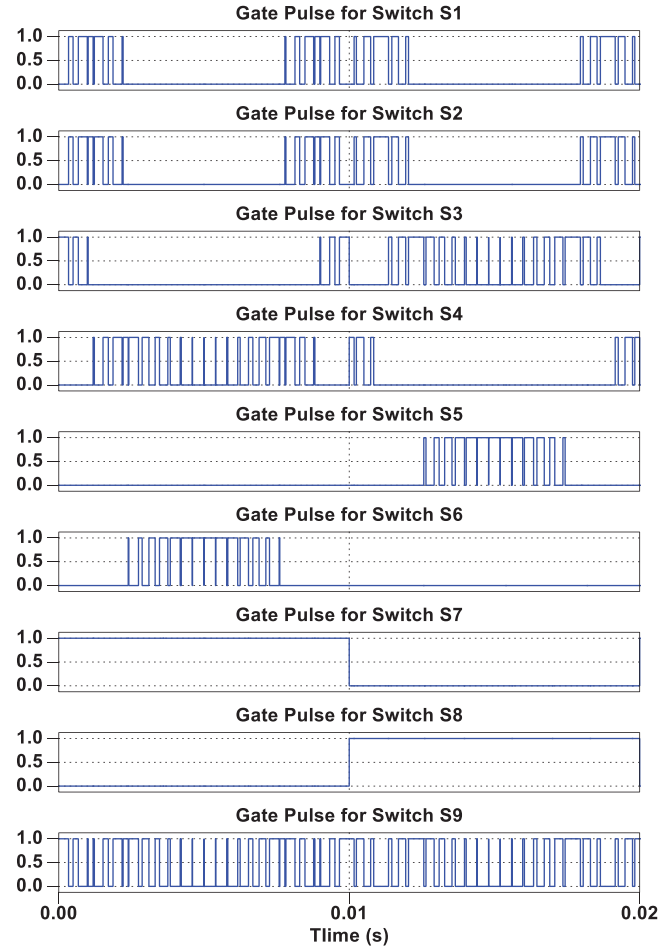 Gate Pulse for Switch S1
1.0
0.5
0.0
Gate Pulse for Switch S2
1.0
0.5
0.0
Gate Pulse for Switch S3
1.0
0.5
0.0
Gate Pulse for Switch S4
1.0
0.5
0.0
Gate Pulse for Switch S5
1.0
0.5
0.0
Gate Pulse for Switch S6
1.0
0.5
0.0
Gate Pulse for Switch S7
1.0
0.5
0.0
Gate Pulse for Switch S8
1.0
0.5
0.0
Gate Pulse for Switch S9
1.0
0.5
0.0
0.00 0.01 0.02
TIime (s)